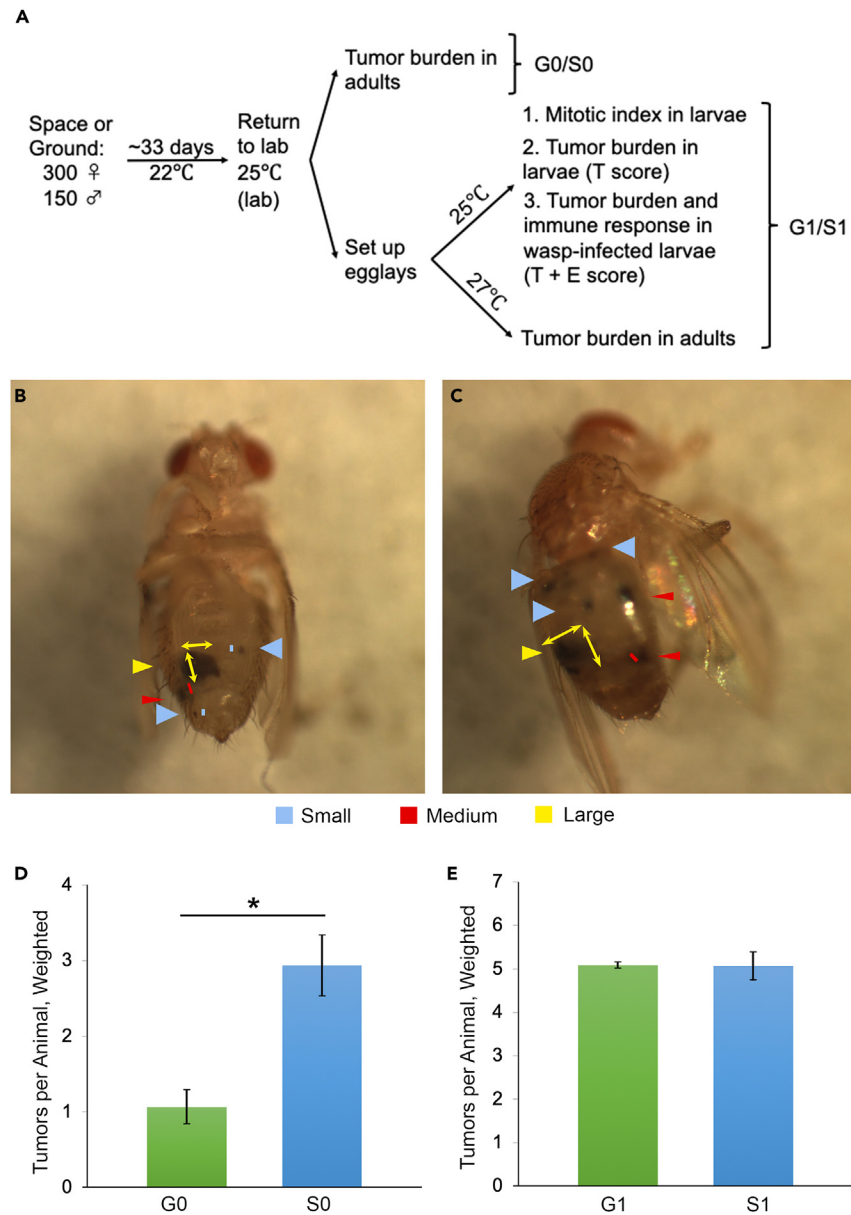 A
Space or
Ground:
300 ♀
150 ♂
~33 days
22°C
Return
to lab
25°C
(lab)
Tumor burden in
adults
G0/S0
Set up
egglays
25°C
27°C
1. Mitotic index in larvae
2. Tumor burden in
larvae (T score)
3. Tumor burden and
immune response in
wasp-infected larvae
(T + E score)
Tumor burden in adults
G1/S1
B
C
Small
Medium
Large
D
Tumors per Animal, Weighted
4
3
2
1
0
*
G0
S0
E
Tumors per Animal, Weighted
7
6
5
4
3
2
1
0
G1
S1